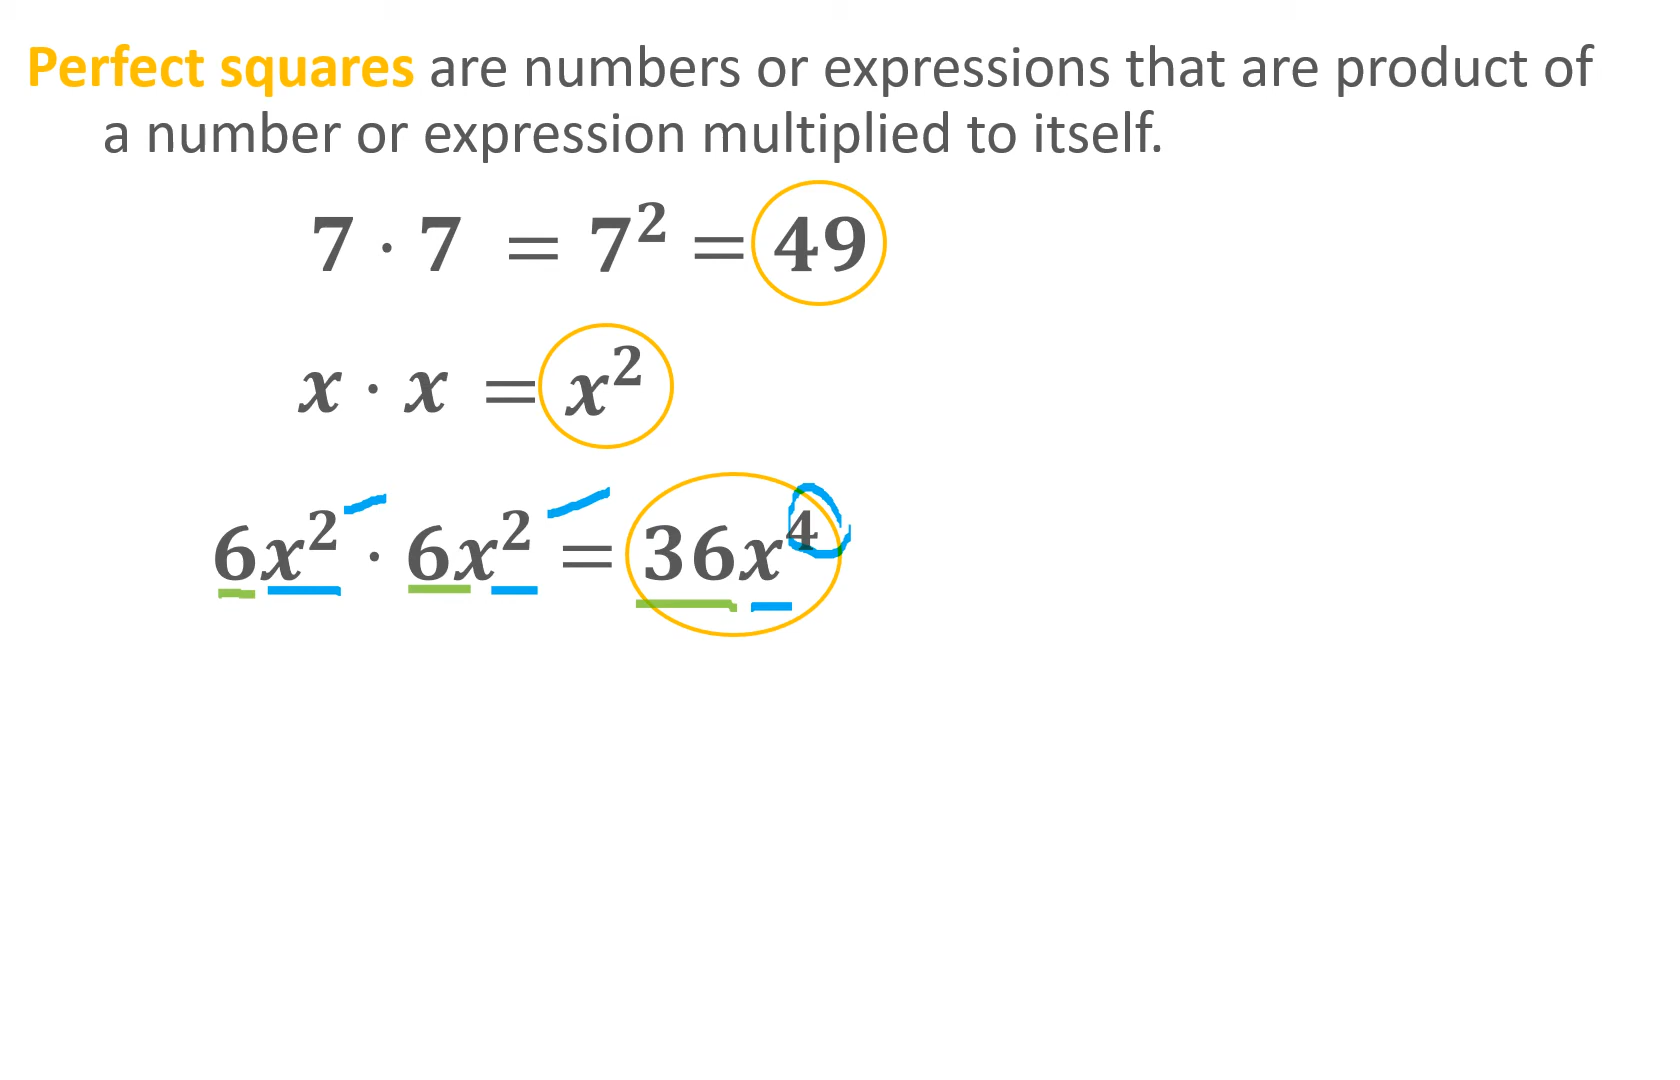 Perfect squares are numbers or expressions that are product of
a number or expression multiplied to itself.
7 · 7 = 7² = 49
x · x = x²
6x² · 6x² = 36x⁴